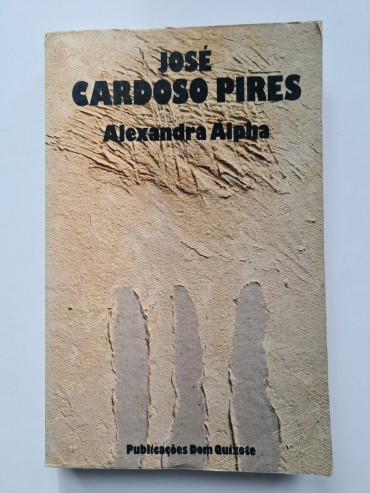 JOSÉ
CARDOSO PIRES
Alexandra Alpha
Publicações Dom Quixote